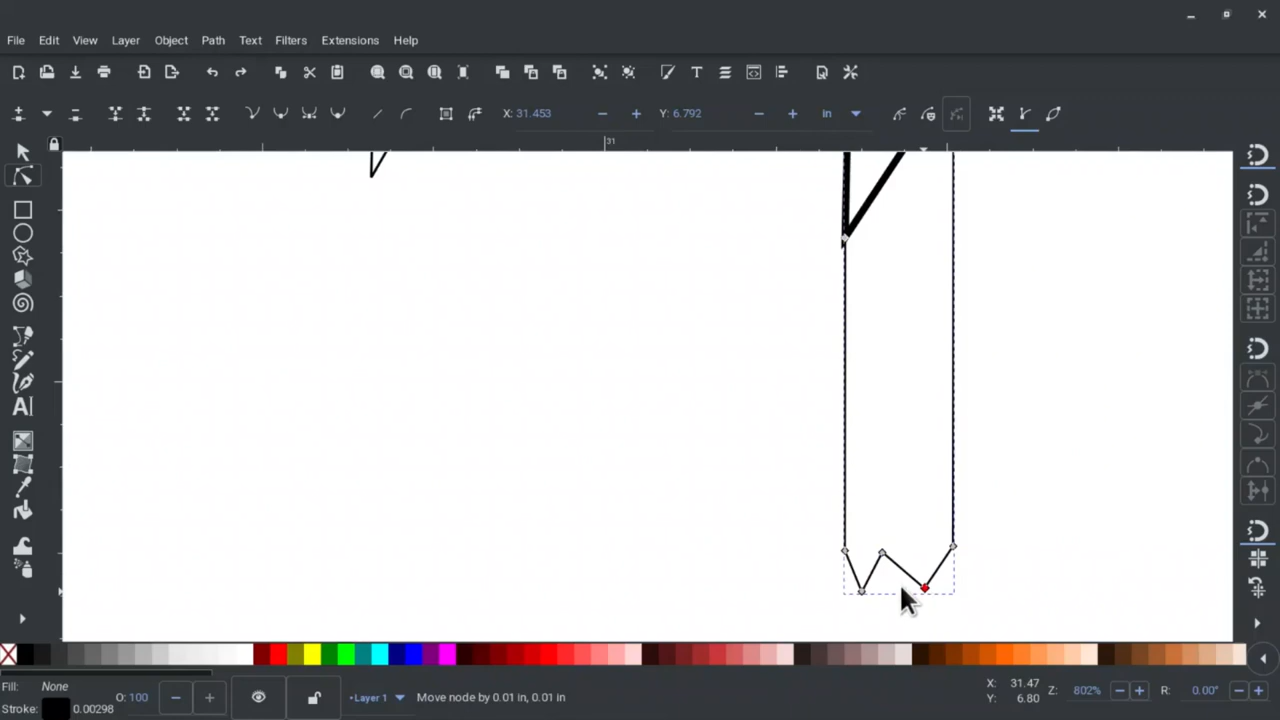 File Edit View Layer Object Path Text Filters Extensions Help
X: 31.453 Y: 6.792 in
31
Fill: None O: 100 Layer 1 Move node by 0.01 in, 0.01 in X: 31.47 Z: 802% R: 0.00°
Stroke: 0.00298 Y: 6.80